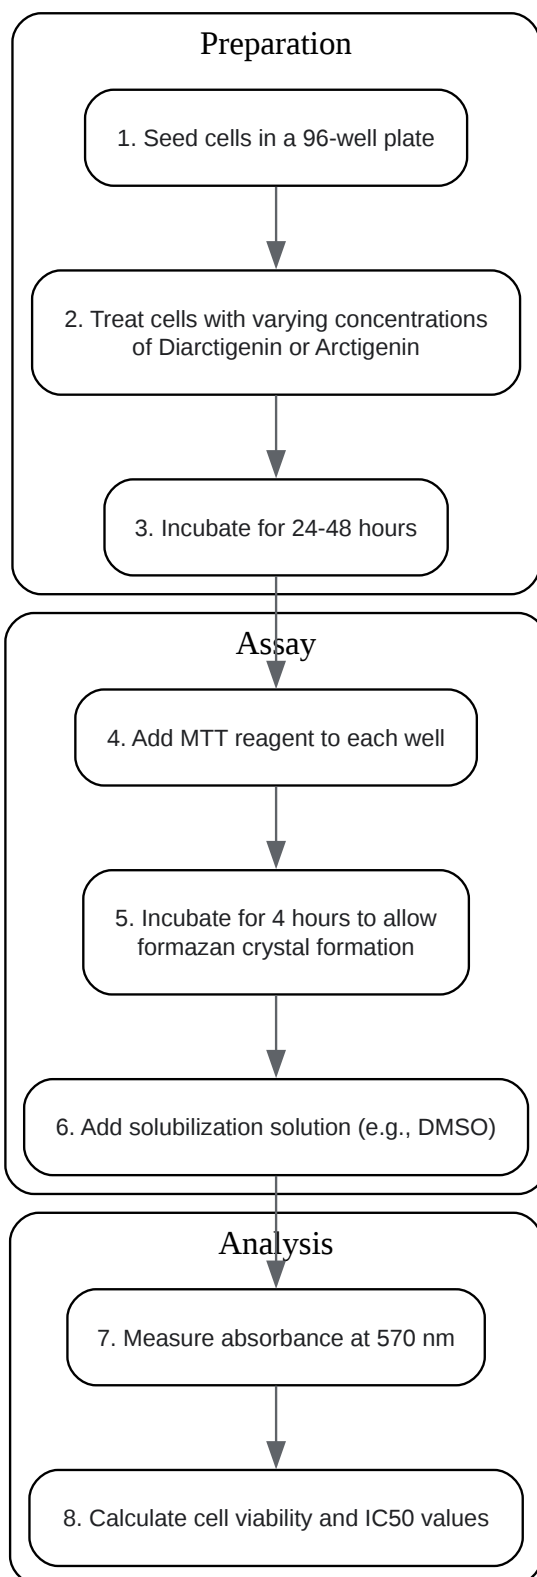 Preparation
1. Seed cells in a 96-well plate
2. Treat cells with varying concentrations
of Diarctigenin or Arctigenin
3. Incubate for 24-48 hours
Assay
4. Add MTT reagent to each well
5. Incubate for 4 hours to allow
formazan crystal formation
6. Add solubilization solution (e.g., DMSO)
Analysis
7. Measure absorbance at 570 nm
8. Calculate cell viability and IC50 values